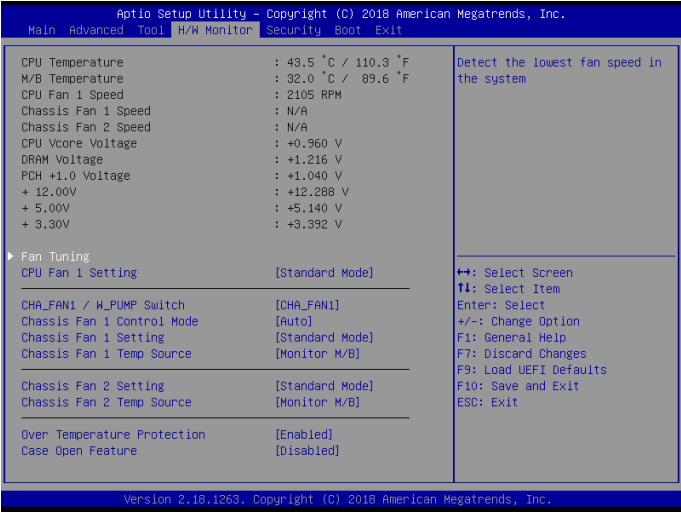 Aptio Setup Utility – Copyright (C) 2018 American Megatrends, Inc.
Main Advanced Tool H/W Monitor Security Boot Exit
CPU Temperature : 43.5 °C / 110.3 °F
M/B Temperature : 32.0 °C / 89.6 °F
CPU Fan 1 Speed : 2105 RPM
Chassis Fan 1 Speed : N/A
Chassis Fan 2 Speed : N/A
CPU Vcore Voltage : +0.960 V
DRAM Voltage : +1.216 V
PCH +1.0 Voltage : +1.040 V
+ 12.00V : +12.288 V
+ 5.00V : +5.140 V
+ 3.30V : +3.392 V
Fan Tuning
CPU Fan 1 Setting [Standard Mode]
CHA_FAN1 / W_PUMP Switch [CHA_FAN1]
Chassis Fan 1 Control Mode [Auto]
Chassis Fan 1 Setting [Standard Mode]
Chassis Fan 1 Temp Source [Monitor M/B]
Chassis Fan 2 Setting [Standard Mode]
Chassis Fan 2 Temp Source [Monitor M/B]
Over Temperature Protection [Enabled]
Case Open Feature [Disabled]
Detect the lowest fan speed in
the system
↔: Select Screen
↑↓: Select Item
Enter: Select
+/-: Change Option
F1: General Help
F7: Discard Changes
F9: Load UEFI Defaults
F10: Save and Exit
ESC: Exit
Version 2.18.1263. Copyright (C) 2018 American Megatrends, Inc.